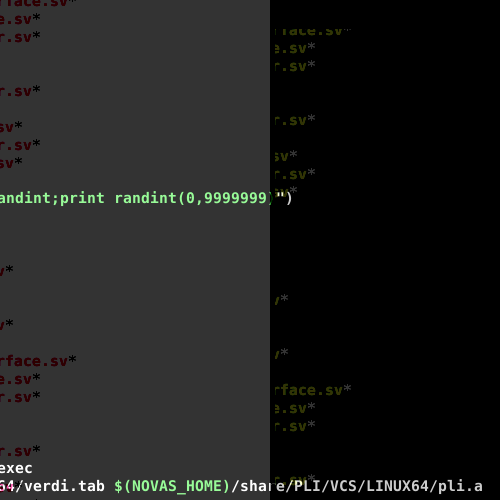 rface.sv*
e.sv*
r.sv*
r.sv*
sv*
r.sv*
sv*
andint;print randint(0,9999999)")
v*
v*
rface.sv*
e.sv*
r.sv*
r.sv*
exec
64/verdi.tab $(NOVAS_HOME)/share/PLI/VCS/LINUX64/pli.a
rface.sv*
e.sv*
r.sv*
r.sv*
sv*
r.sv*
v*
v*
rface.sv*
e.sv*
r.sv*